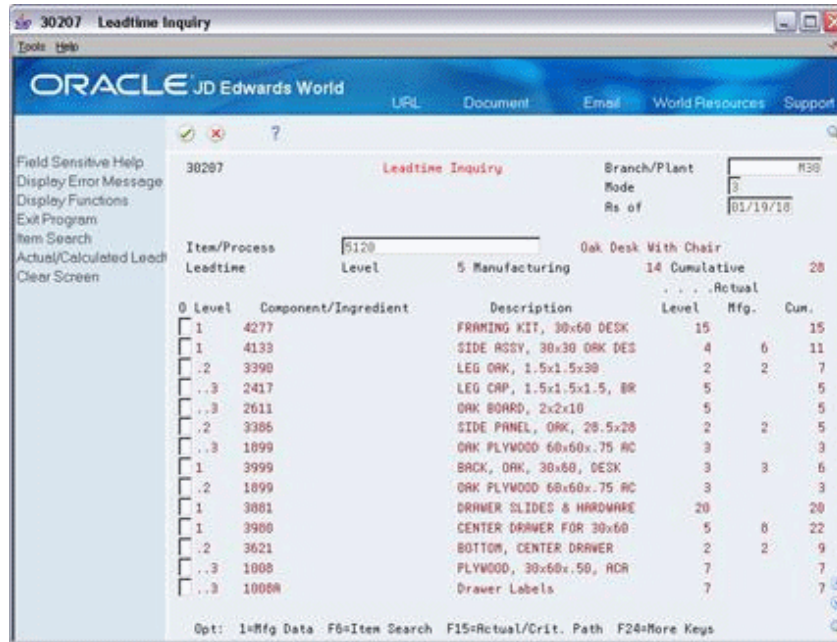 30207 Leadtime Inquiry
Tools Help
ORACLE JD Edwards World
URL Document Email World Resources Support
Field Sensitive Help
Display Error Message
Display Functions
Exit Program
Item Search
Actual/Calculated Leadt
Clear Screen
?
30207 Leadtime Inquiry Branch/Plant M30
Mode 3
As of 01/19/18
Item/Process 5120 Oak Desk With Chair
Leadtime Level 5 Manufacturing 14 Cumulative 28
. . . .Actual
O Level Component/Ingredient Description Level Mfg. Cum.
1 4277 FRAMING KIT, 30x60 DESK 15 15
1 4133 SIDE ASSY, 30x30 OAK DES 4 6 11
.2 3390 LEG OAK, 1.5x1.5x30 2 2 7
..3 2417 LEG CAP, 1.5x1.5x1.5, BR 5 5
..3 2611 OAK BOARD, 2x2x10 5 5
.2 3386 SIDE PANEL, OAK, 28.5x28 2 2 5
..3 1899 OAK PLYWOOD 60x60x.75 AC 3 3
1 3999 BACK, OAK, 30x60, DESK 3 3 6
.2 1899 OAK PLYWOOD 60x60x.75 AC 3 3
1 3881 DRAWER SLIDES & HARDWARE 20 20
1 3980 CENTER DRAWER FOR 30x60 5 8 22
.2 3621 BOTTOM, CENTER DRAWER 2 2 9
..3 1008 PLYWOOD, 30x60x.50, ACA 7 7
..3 1008A Drawer Labels 7 7
Opt: 1=Mfg Data F6=Item Search F15=Actual/Crit. Path F24=More Keys